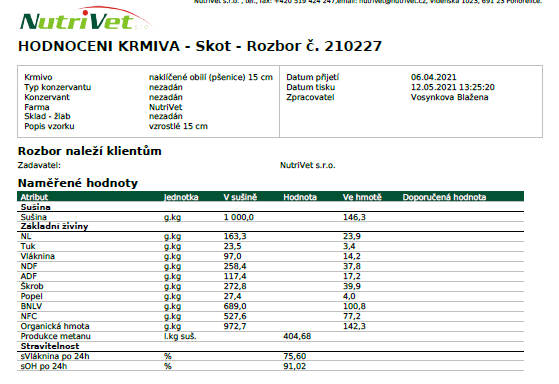 NutriVet s.r.o. , tel., fax: +420 519 424 247,email: nutrivet@nutrivet.cz, Vídeňská 1023, 691 23 Pohořelice.
NutriVet
HODNOCENI KRMIVA - Skot - Rozbor č. 210227
Krmivo naklíčené obilí (pšenice) 15 cm Datum přijetí 06.04.2021
Typ konzervantu nezadán Datum tisku 12.05.2021 13:25:20
Konzervant nezadán Zpracovatel Vosynkova Blažena
Farma NutriVet
Sklad - žlab nezadán
Popis vzorku vzrostlé 15 cm
Rozbor naleží klientům
Zadavatel: NutriVet s.r.o.
Naměřené hodnoty
Atribut Jednotka V sušině Hodnota Ve hmotě Doporučená hodnota
Sušina
Sušina g.kg 1 000,0 146,3
Základní živiny
NL g.kg 163,3 23,9
Tuk g.kg 23,5 3,4
Vláknina g.kg 97,0 14,2
NDF g.kg 258,4 37,8
ADF g.kg 117,4 17,2
Škrob g.kg 272,8 39,9
Popel g.kg 27,4 4,0
BNLV g.kg 689,0 100,8
NFC g.kg 527,6 77,2
Organická hmota g.kg 972,7 142,3
Produkce metanu l.kg suš. 404,68
Stravitelnost
sVláknina po 24h % 75,60
sOH po 24h % 91,02